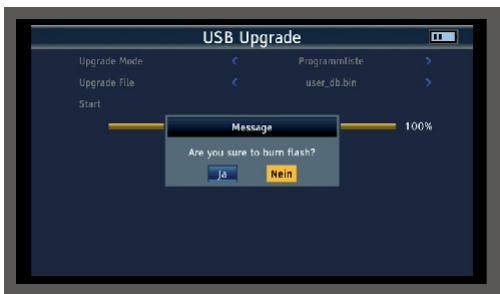 USB Upgrade
Upgrade Mode Programmliste
Upgrade File user_db.bin
Start
100%
Message
Are you sure to burn flash?
Ja Nein